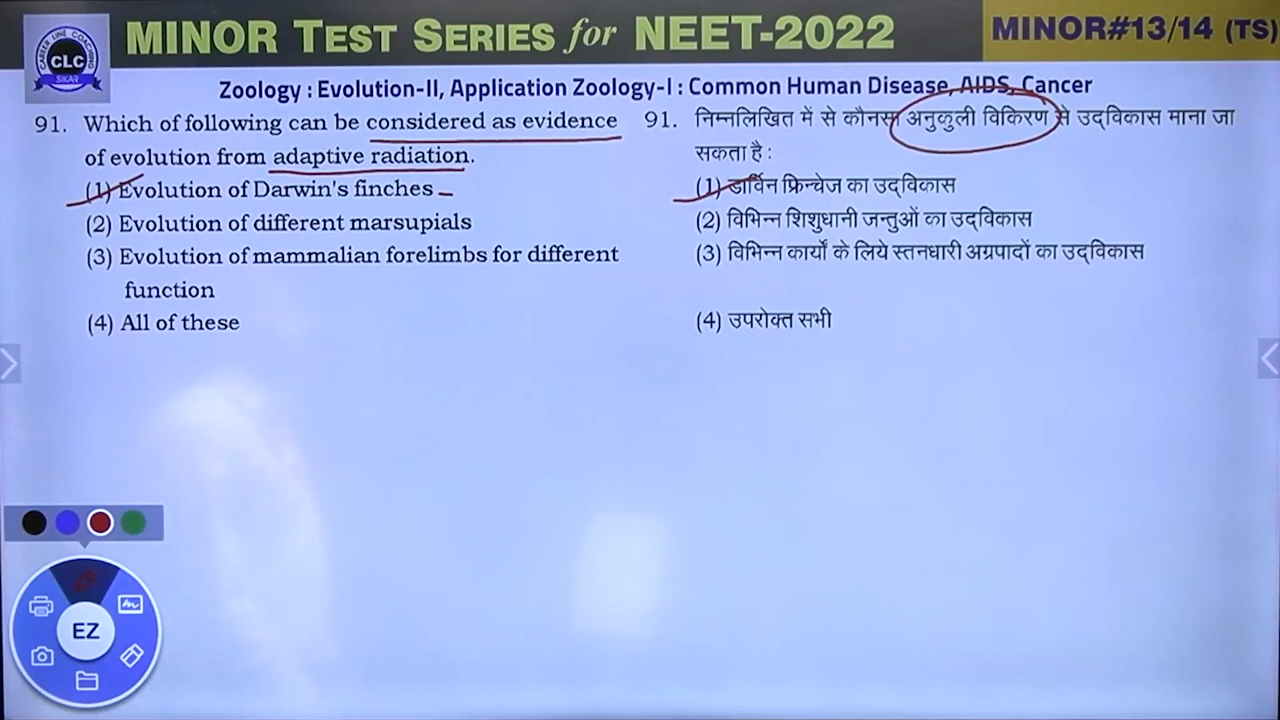 CAREER LINE COACHING
CLC
SIKAR
MINOR TEST SERIES for NEET-2022
MINOR#13/14 (TS)
Zoology : Evolution-II, Application Zoology-I : Common Human Disease, AIDS, Cancer
91. Which of following can be considered as evidence
of evolution from adaptive radiation.
(1) Evolution of Darwin's finches
(2) Evolution of different marsupials
(3) Evolution of mammalian forelimbs for different
function
(4) All of these
91. निम्नलिखित में से कौनसा अनुकुली विकिरण से उद्विकास माना जा
सकता है :
(1) डार्विन फ्रिन्चेज का उद्विकास
(2) विभिन्न शिशुधानी जन्तुओं का उद्विकास
(3) विभिन्न कार्यों के लिये स्तनधारी अग्रपादों का उद्विकास
(4) उपरोक्त सभी
EZ